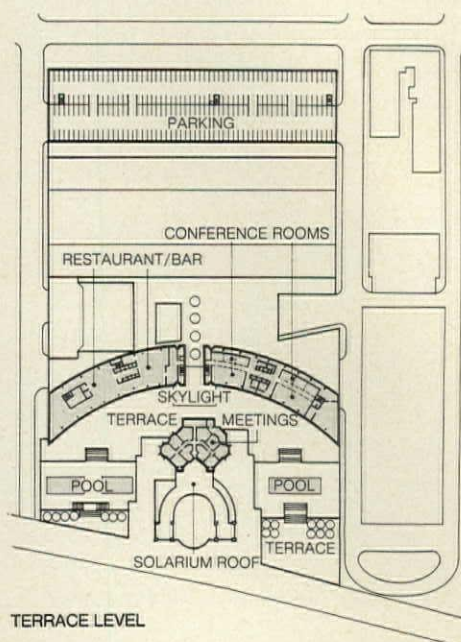 PARKING
CONFERENCE ROOMS
RESTAURANT/BAR
SKYLIGHT
TERRACE MEETINGS
POOL POOL
TERRACE
SOLARIUM ROOF
TERRACE LEVEL